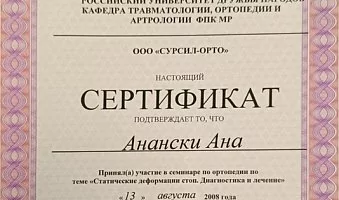 РОССИЙСКИЙ УНИВЕРСИТЕТ ДРУЖБЫ НАРОДОВ
КАФЕДРА ТРАВМАТОЛОГИИ, ОРТОПЕДИИ И
АРТРОЛОГИИ ФПК МР
ООО «СУРСИЛ-ОРТО»
НАСТОЯЩИЙ
СЕРТИФИКАТ
ПОДТВЕРЖДАЕТ ТО, ЧТО
Анански Ана
Принял(а) участие в семинаре по ортопедии по
теме «Статические деформации стоп. Диагностика и лечение»
«13» августа 2008 года